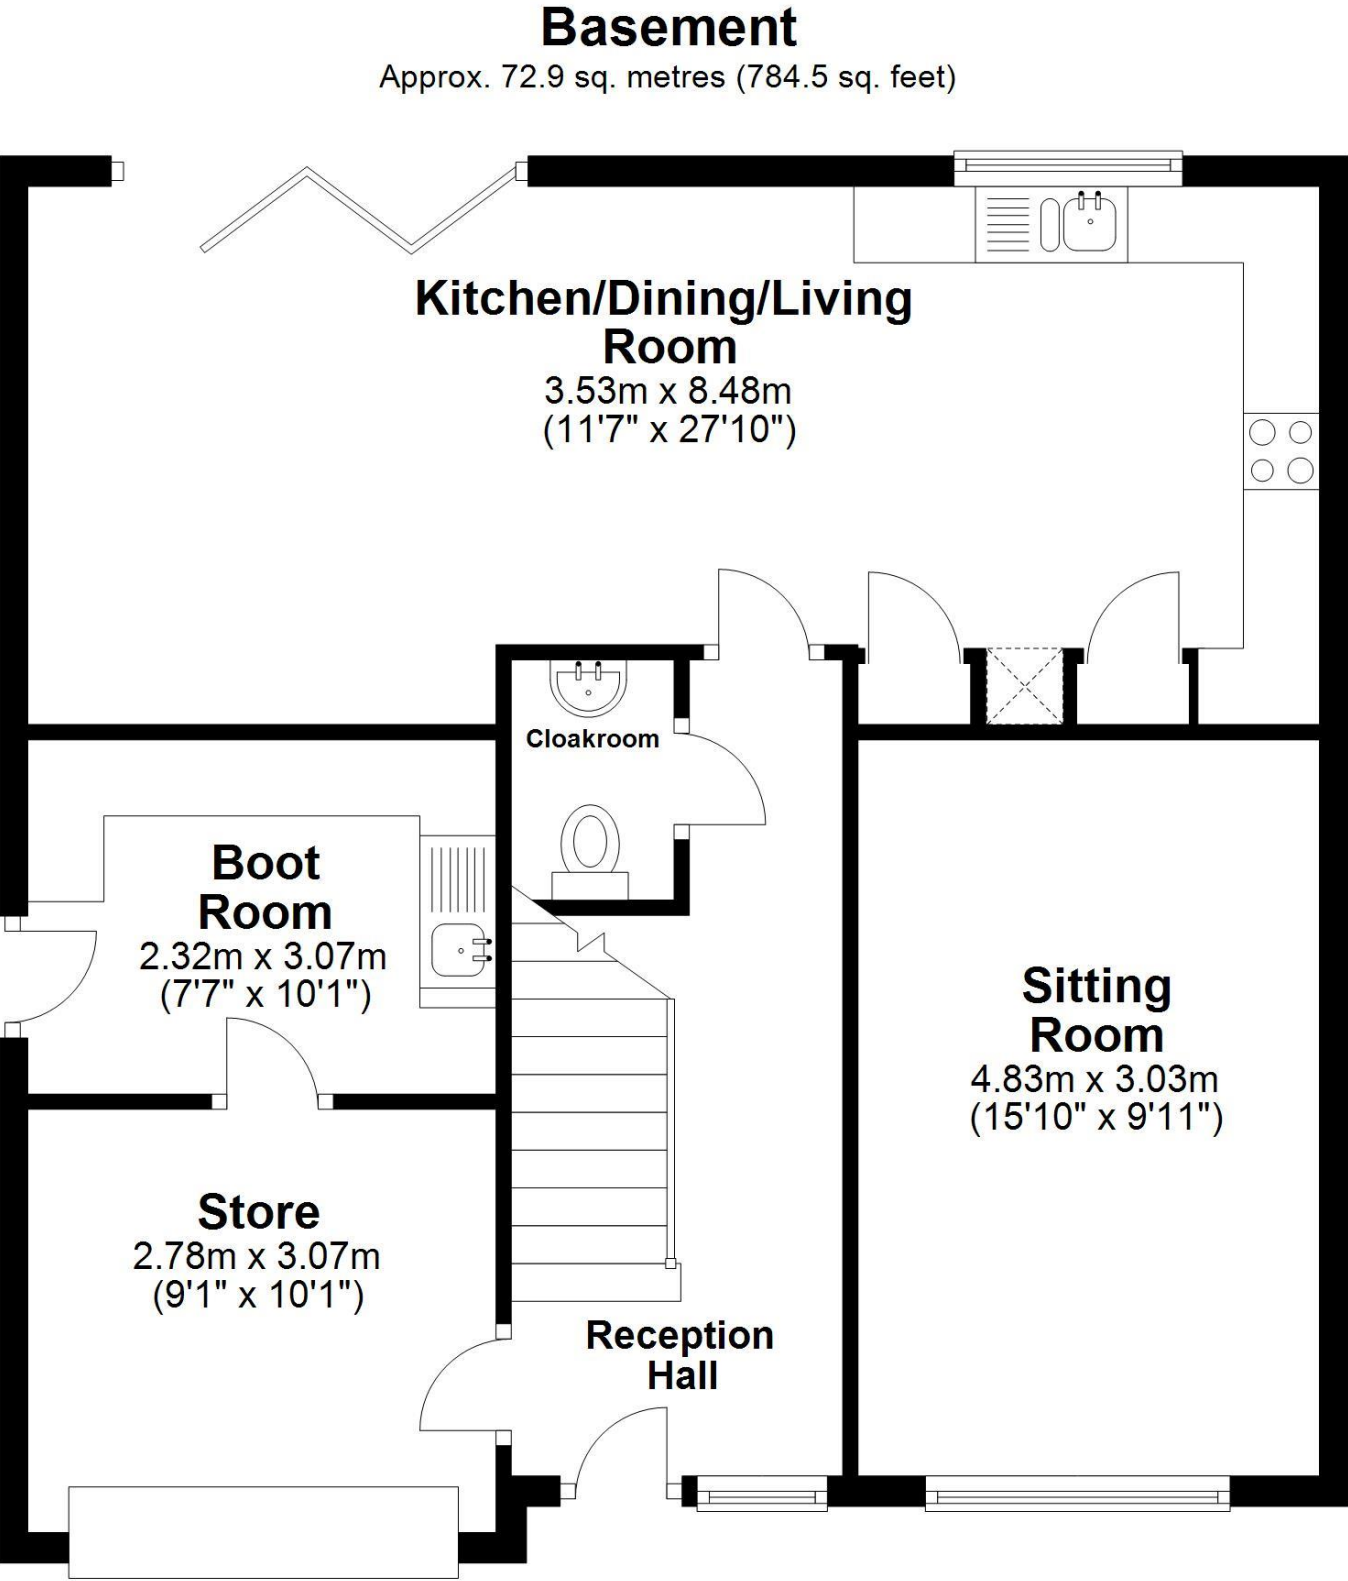 Basement
Approx. 72.9 sq. metres (784.5 sq. feet)
Kitchen/Dining/Living
Room
3.53m x 8.48m
(11'7" x 27'10")
Cloakroom
Boot
Room
2.32m x 3.07m
(7'7" x 10'1")
Sitting
Room
4.83m x 3.03m
(15'10" x 9'11")
Store
2.78m x 3.07m
(9'1" x 10'1")
Reception
Hall